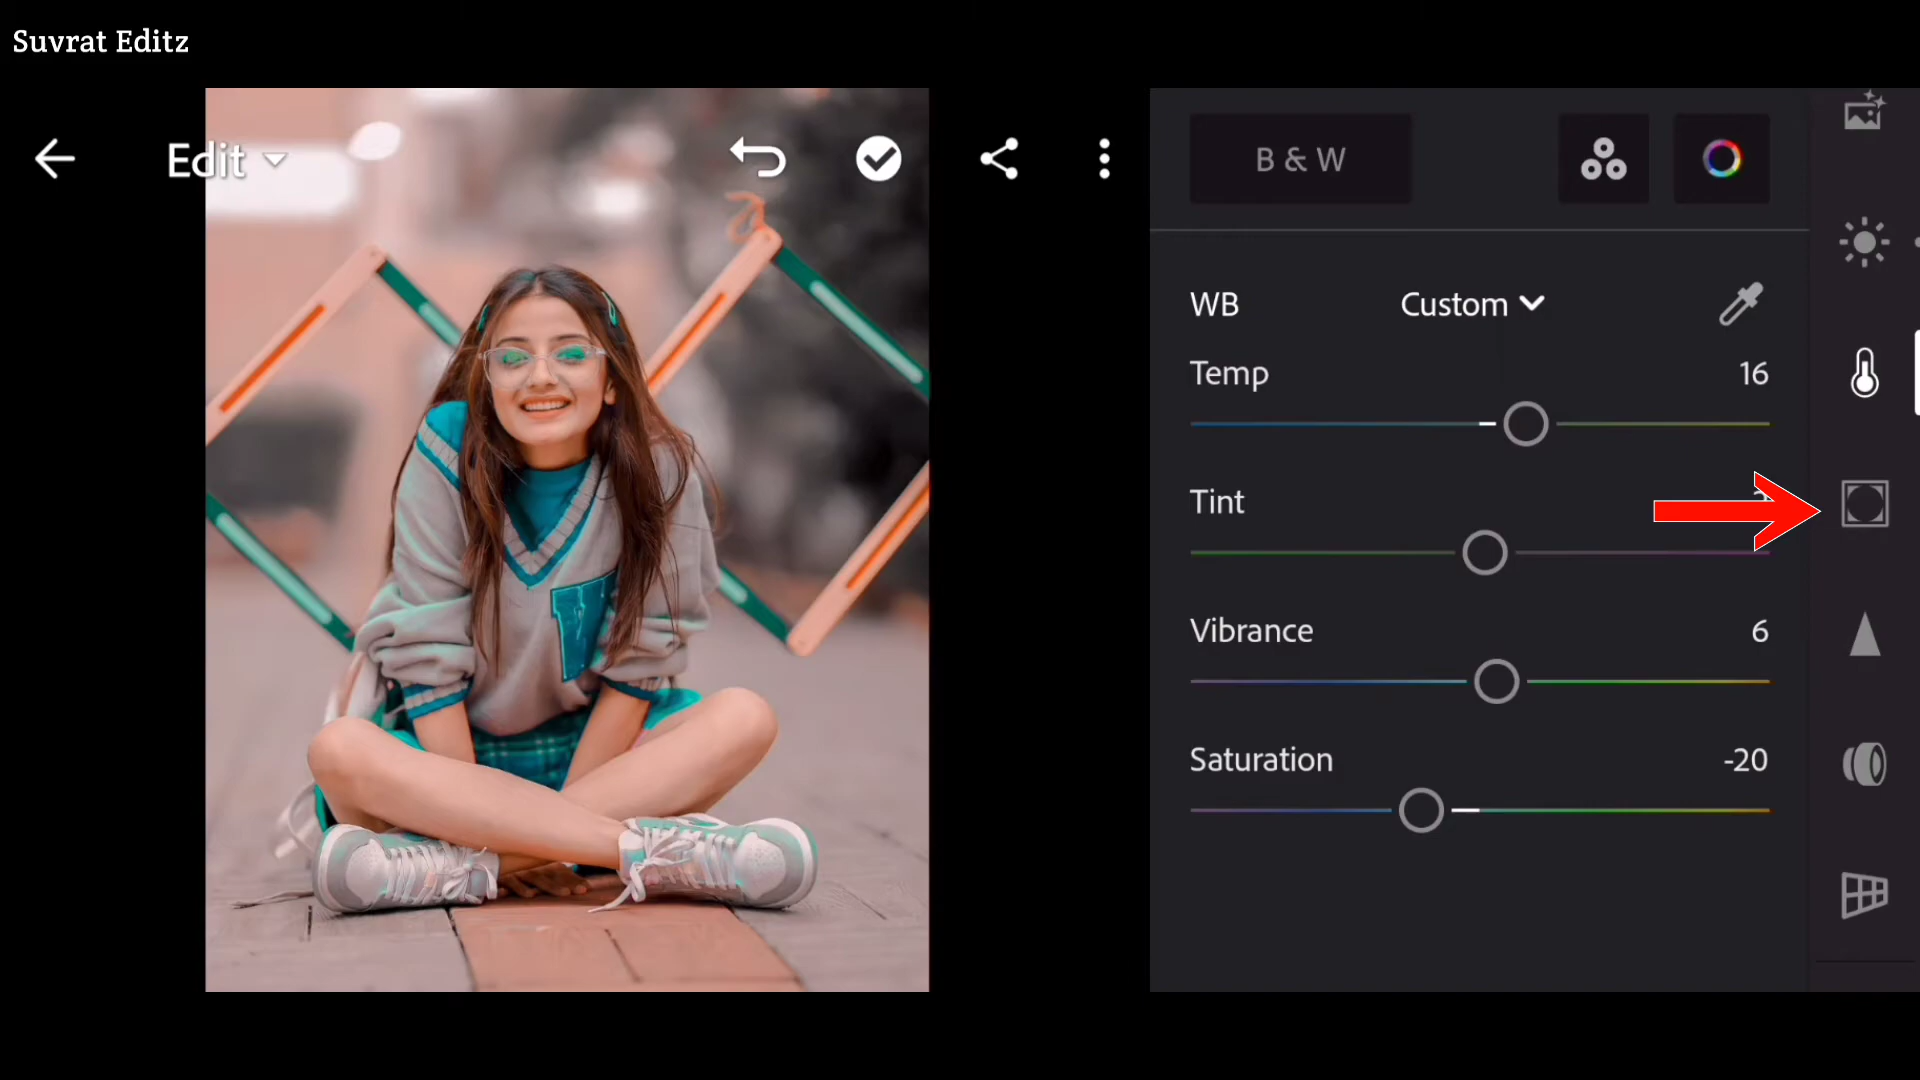 Suvrat Editz
Edit
B & W
WB Custom
Temp 16
Tint
Vibrance 6
Saturation -20